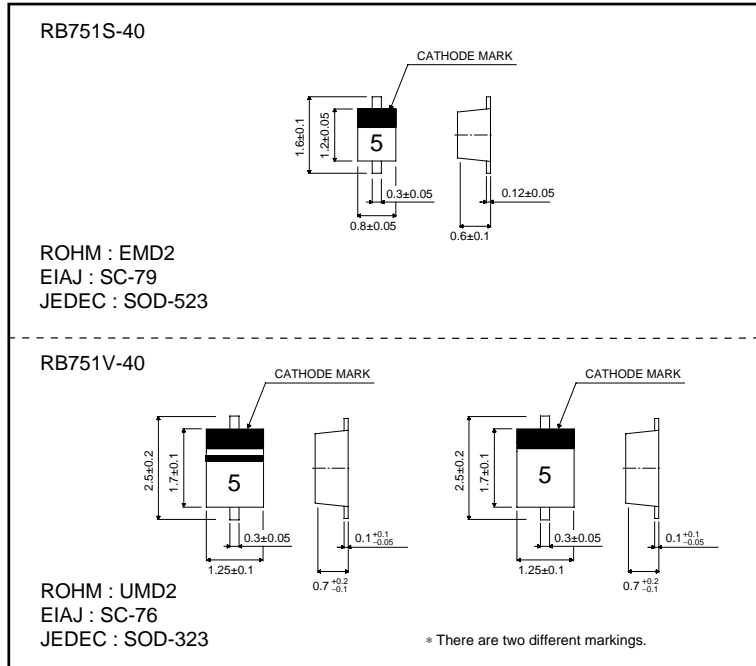 RB751S-40
CATHODE MARK
1.6±0.1
1.2±0.05
5
0.3±0.05
0.8±0.05
0.12±0.05
0.6±0.1
ROHM : EMD2
EIAJ : SC-79
JEDEC : SOD-523
RB751V-40
CATHODE MARK
2.5±0.2
1.7±0.1
5
0.3±0.05
1.25±0.1
0.1 +0.1 −0.05
0.7 +0.2 −0.1
CATHODE MARK
2.5±0.2
1.7±0.1
5
0.3±0.05
1.25±0.1
0.1 +0.1 −0.05
0.7 +0.2 −0.1
ROHM : UMD2
EIAJ : SC-76
JEDEC : SOD-323
* There are two different markings.